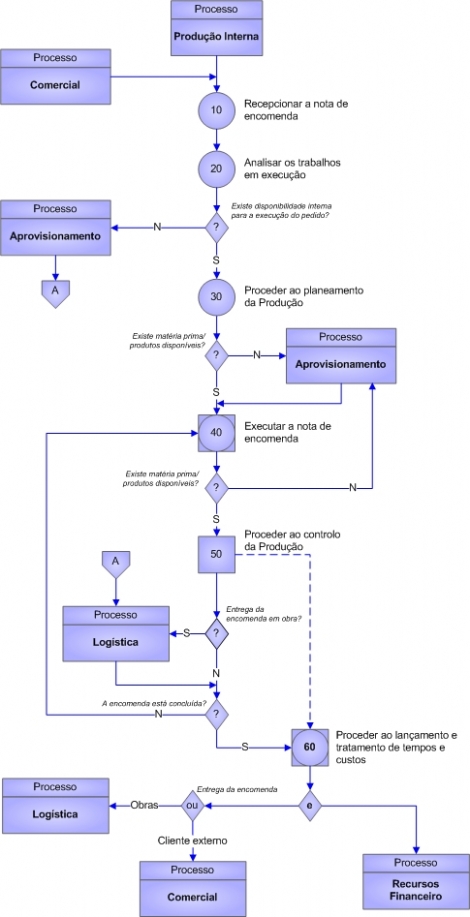 Processo
Produção Interna
Processo
Comercial
10
Recepcionar a nota de
encomenda
20
Analisar os trabalhos
em execução
Existe disponbilidade interna
para a execução do pedido?
?
N
Processo
Aprovisionamento
A
S
30
Proceder ao planeamento
da Produção
Existe matéria prima/
produtos disponíveis?
?
N
Processo
Aprovisionamento
S
40
Executar a nota de
encomenda
Existe matéria prima/
produtos disponíveis?
?
N
S
50
Proceder ao controlo
da Produção
A
Processo
Logística
Entrega da
encomenda em obra?
?
S
N
A encomenda está concluída?
?
N
S
60
Proceder ao lançamento e
tratamento de tempos e
custos
Processo
Logística
Obras
ou
Entrega da encomenda
e
Cliente externo
Processo
Comercial
Processo
Recursos
Financeiro